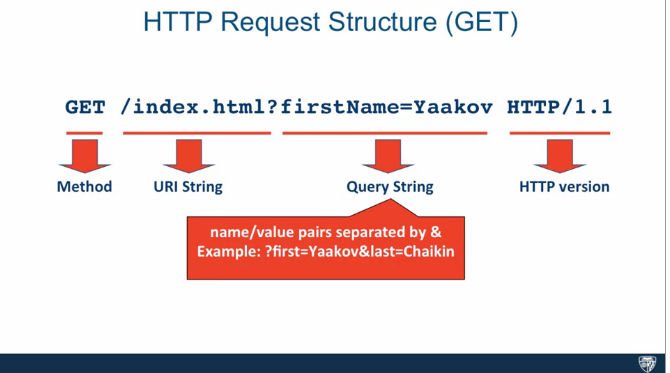 HTTP Request Structure (GET)
GET /index.html?firstName=Yaakov HTTP/1.1
Method URI String Query String HTTP version
name/value pairs separated by &
Example: ?first=Yaakov&last=Chaikin